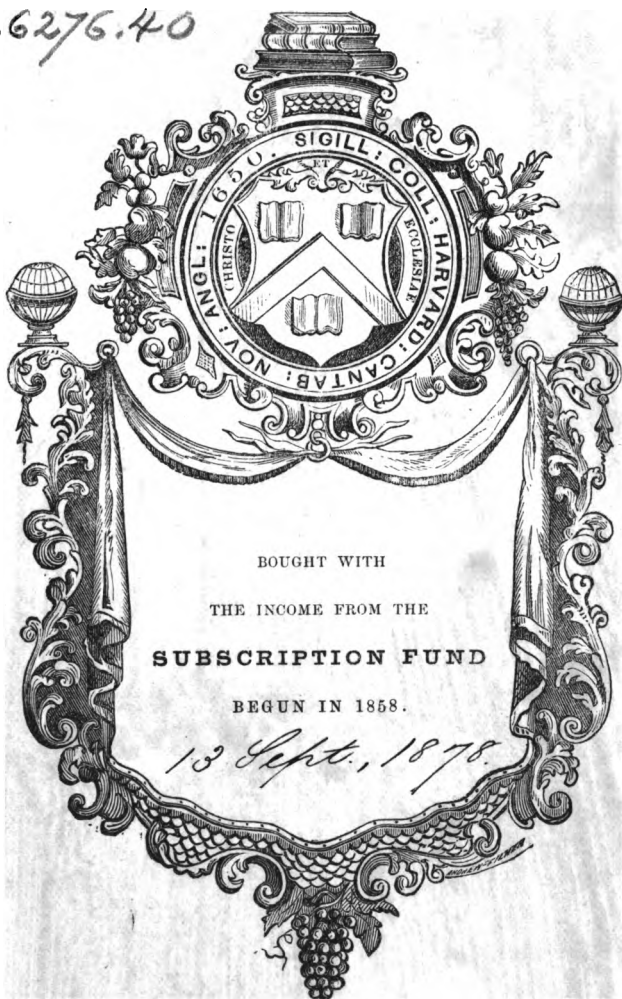 .6276.40
SIGILL: COLL: HARVARD: CANTAB: NOV: ANGL: 1650.
ET
CHRISTO
ECCLESIAE
BOUGHT WITH
THE INCOME FROM THE
SUBSCRIPTION FUND
BEGUN IN 1858.
13 Sept., 1878.